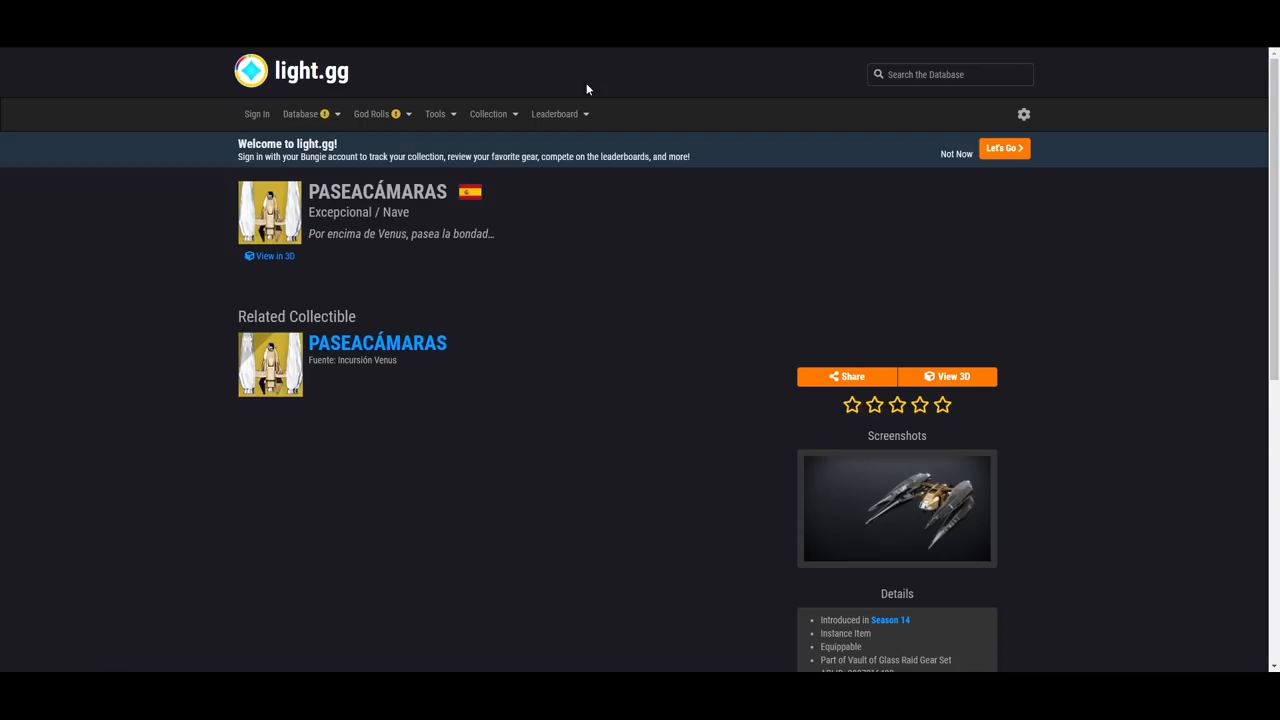 light.gg
Search the Database
Sign In
Database
God Rolls
Tools
Collection
Leaderboard
Welcome to light.gg!
Sign in with your Bungie account to track your collection, review your favorite gear, compete on the leaderboards, and more!
Not Now
Let's Go
PASEACÁMARAS
Excepcional / Nave
Por encima de Venus, pasea la bondad...
View in 3D
Related Collectible
PASEACÁMARAS
Fuente: Incursión Venus
Share
View 3D
Screenshots
Details
Introduced in Season 14
Instance Item
Equippable
Part of Vault of Glass Raid Gear Set